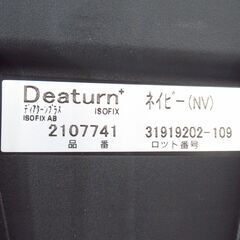 Deaturn+ ネイビー(NV)
ディアターンプラス ISOFIX
ISOFIX AB
2107741 31919202-109
品番 ロット番号